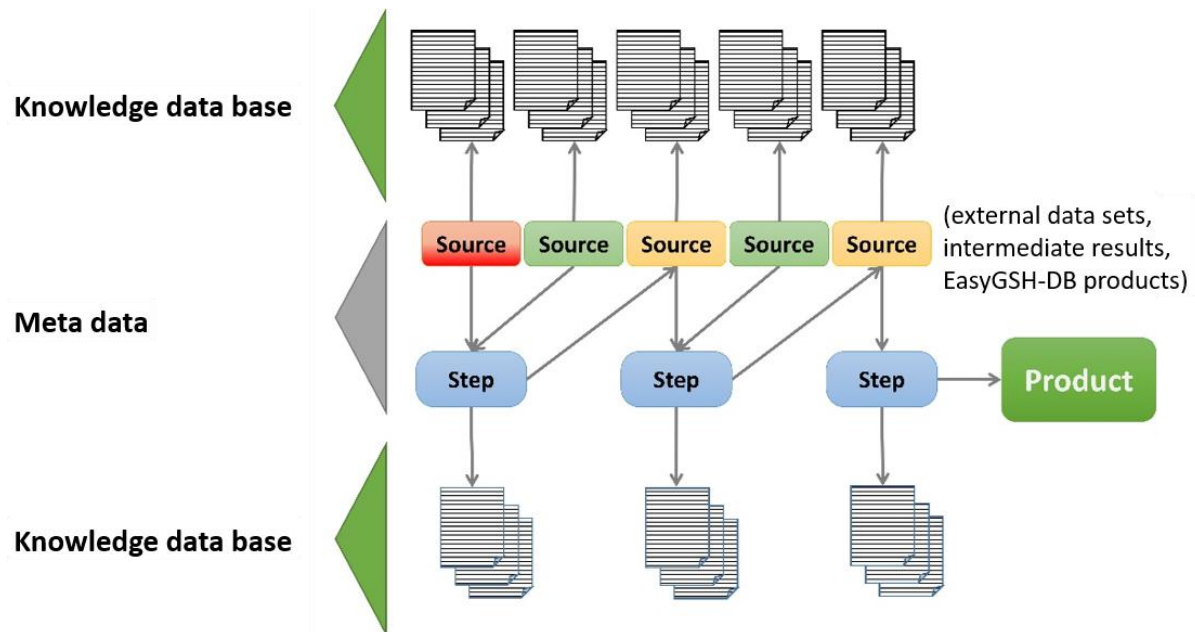 Knowledge data base
Source Source Source Source Source
(external data sets,
intermediate results,
EasyGSH-DB products)
Meta data
Step Step Step Product
Knowledge data base